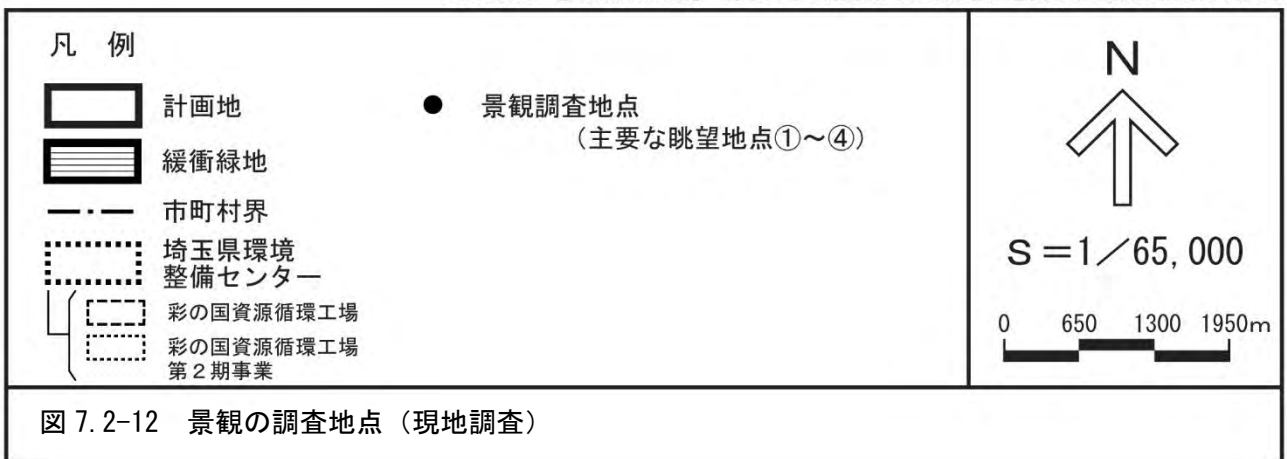 凡 例
計画地
緩衝緑地
市町村界
埼玉県環境
整備センター
彩の国資源循環工場
彩の国資源循環工場
第2期事業
● 景観調査地点
(主要な眺望地点①~④)
N
S=1/65,000
0 650 1300 1950m
図 7.2-12 景観の調査地点(現地調査)